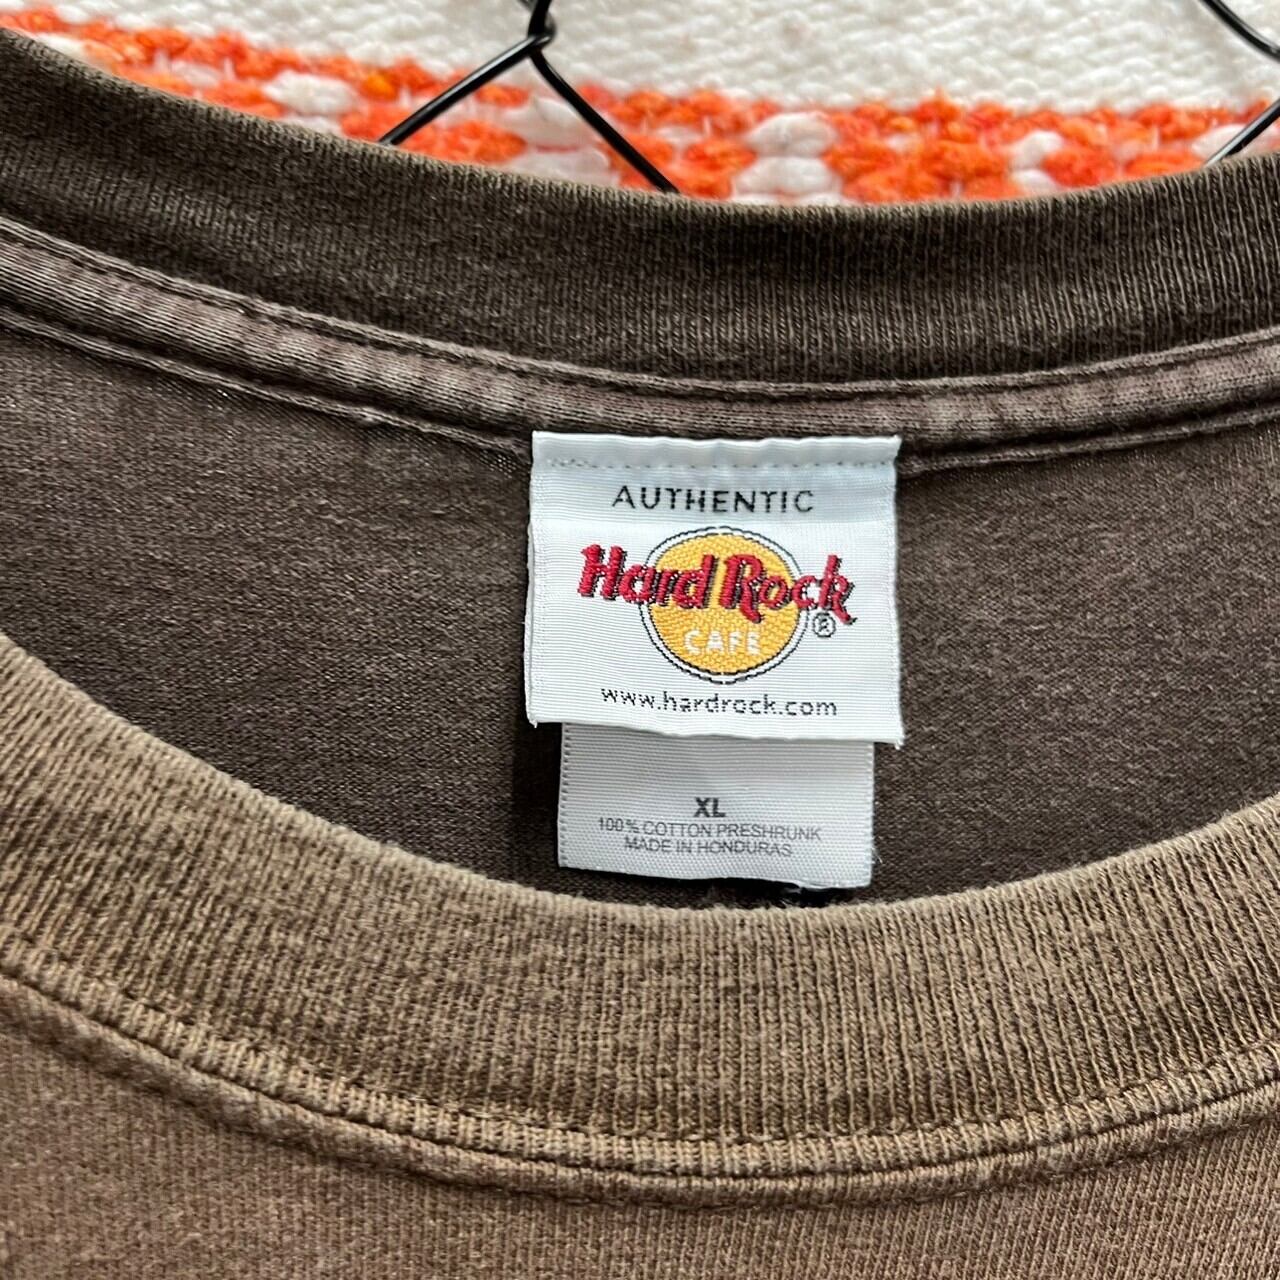 AUTHENTIC
Hard Rock
CAFE
®
www.hardrock.com
XL
100% COTTON PRESHRUNK
MADE IN HONDURAS